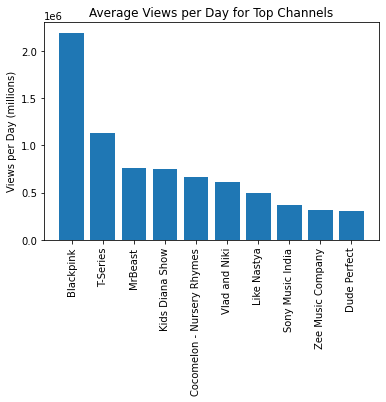 Average Views per Day for Top Channels
1e6
Views per Day (millions)
2.0
1.5
1.0
0.5
0.0
Blackpink
T-Series
MrBeast
Kids Diana Show
Cocomelon - Nursery Rhymes
Vlad and Niki
Like Nastya
Sony Music India
Zee Music Company
Dude Perfect